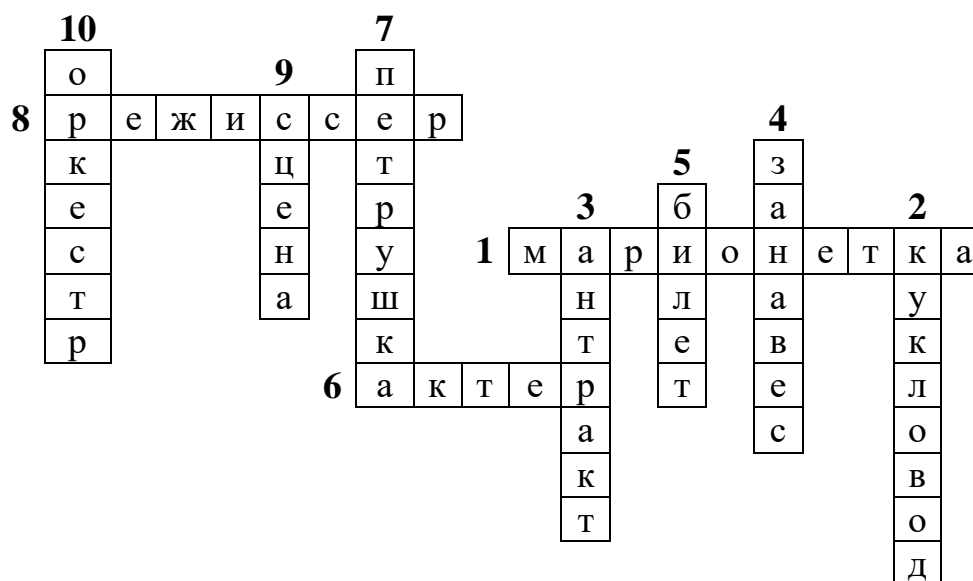 10 7
о 9 п
8 р е ж и с с е р 4
к ц т 5 з
е е р 3 б а 2
с н у 1 м а р и о н е т к а
т а ш н л а у
р к т е в к
6 а к т е р т е л
а с о
к в
т о
д